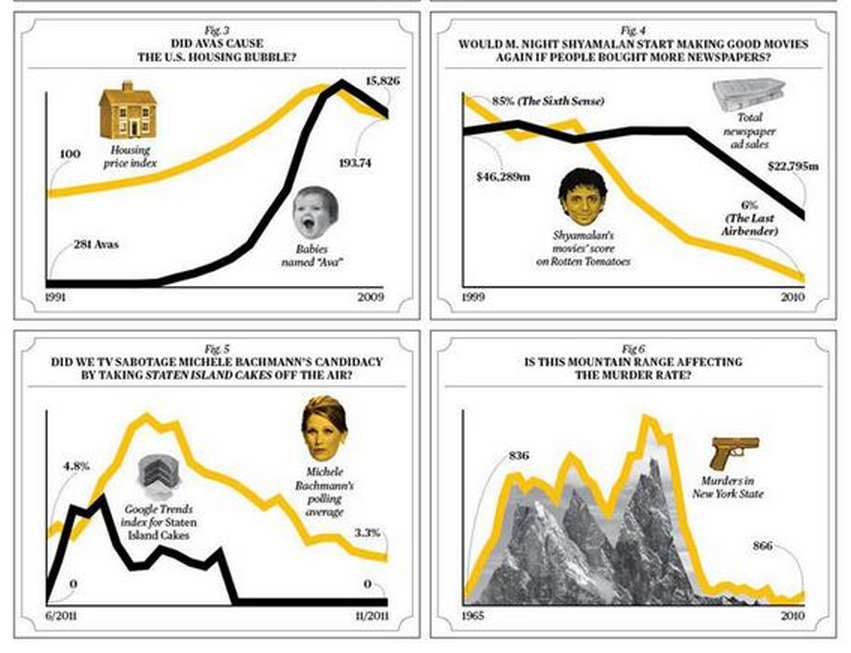 Fig. 3
DID AVAS CAUSE
THE U.S. HOUSING BUBBLE?
15,826
100
Housing
price index
193.74
281 Avas
Babies
named "Ava"
1991
2009
Fig. 4
WOULD M. NIGHT SHYAMALAN START MAKING GOOD MOVIES
AGAIN IF PEOPLE BOUGHT MORE NEWSPAPERS?
85% (The Sixth Sense)
Total
newspaper
ad sales
$46,289m
$22,795m
6%
(The Last
Airbender)
Shyamalan's
movies' score
on Rotten Tomatoes
1999
2010
Fig. 5
DID WE TV SABOTAGE MICHELE BACHMANN'S CANDIDACY
BY TAKING STATEN ISLAND CAKES OFF THE AIR?
4.8%
Michele
Bachmann's
polling
average
Google Trends
index for Staten
Island Cakes
3.3%
0
0
6/2011
11/2011
Fig 6
IS THIS MOUNTAIN RANGE AFFECTING
THE MURDER RATE?
836
Murders in
New York State
866
1965
2010